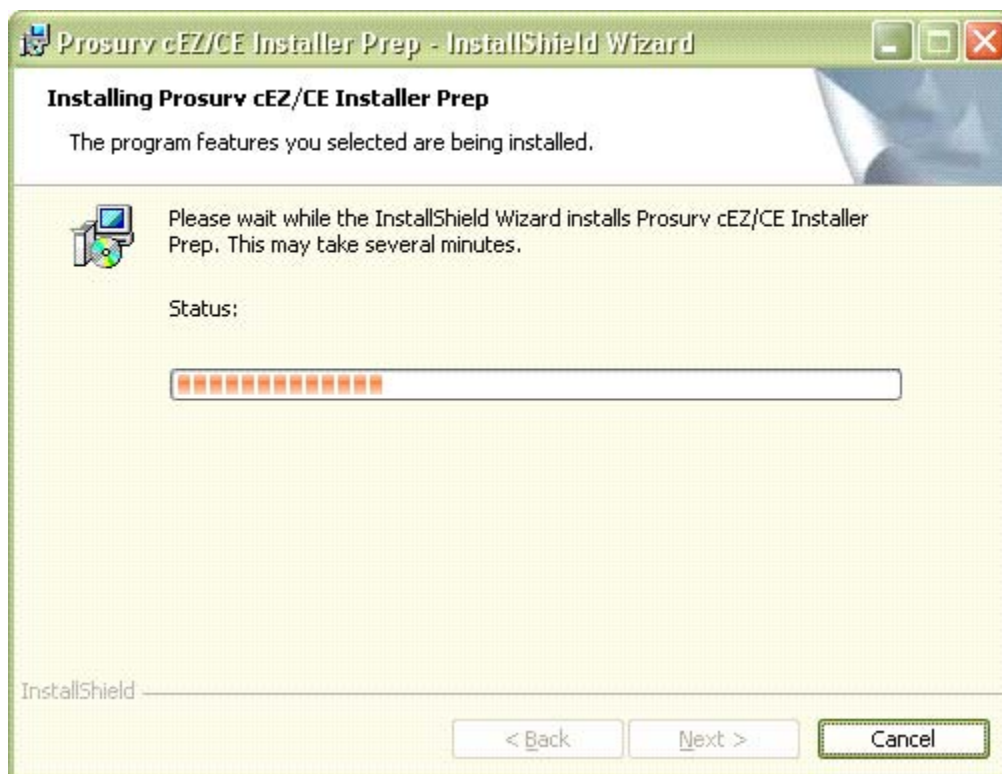 Prosurv cEZ/CE Installer Prep - InstallShield Wizard
Installing Prosurv cEZ/CE Installer Prep
The program features you selected are being installed.
Please wait while the InstallShield Wizard installs Prosurv cEZ/CE Installer
Prep. This may take several minutes.
Status:
InstallShield
< Back Next > Cancel